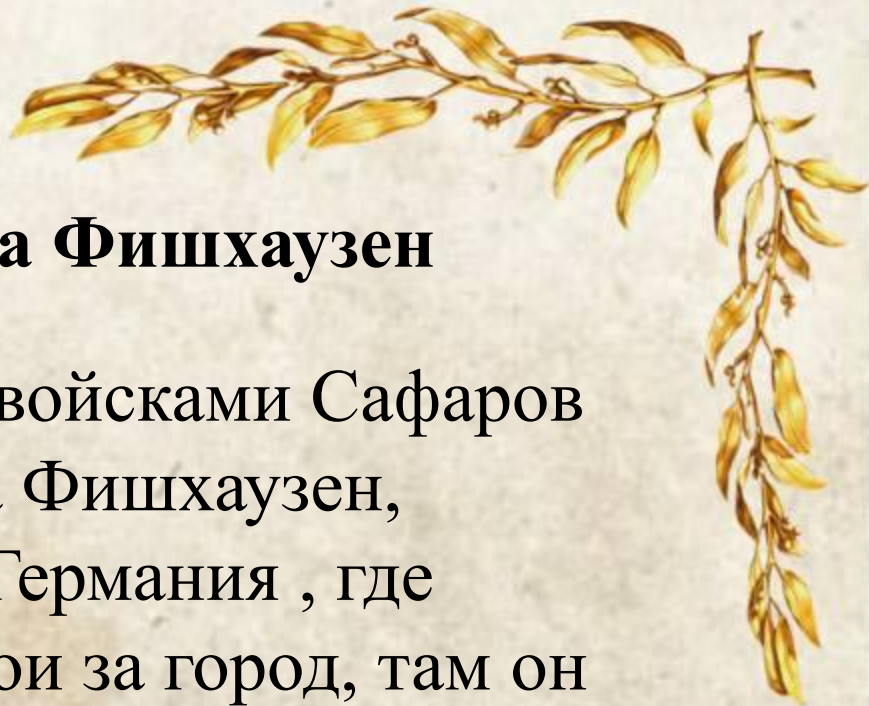 а Фишхаузен
войсками Сафаров
Фишхаузен,
Германия , где
ои за город, там он